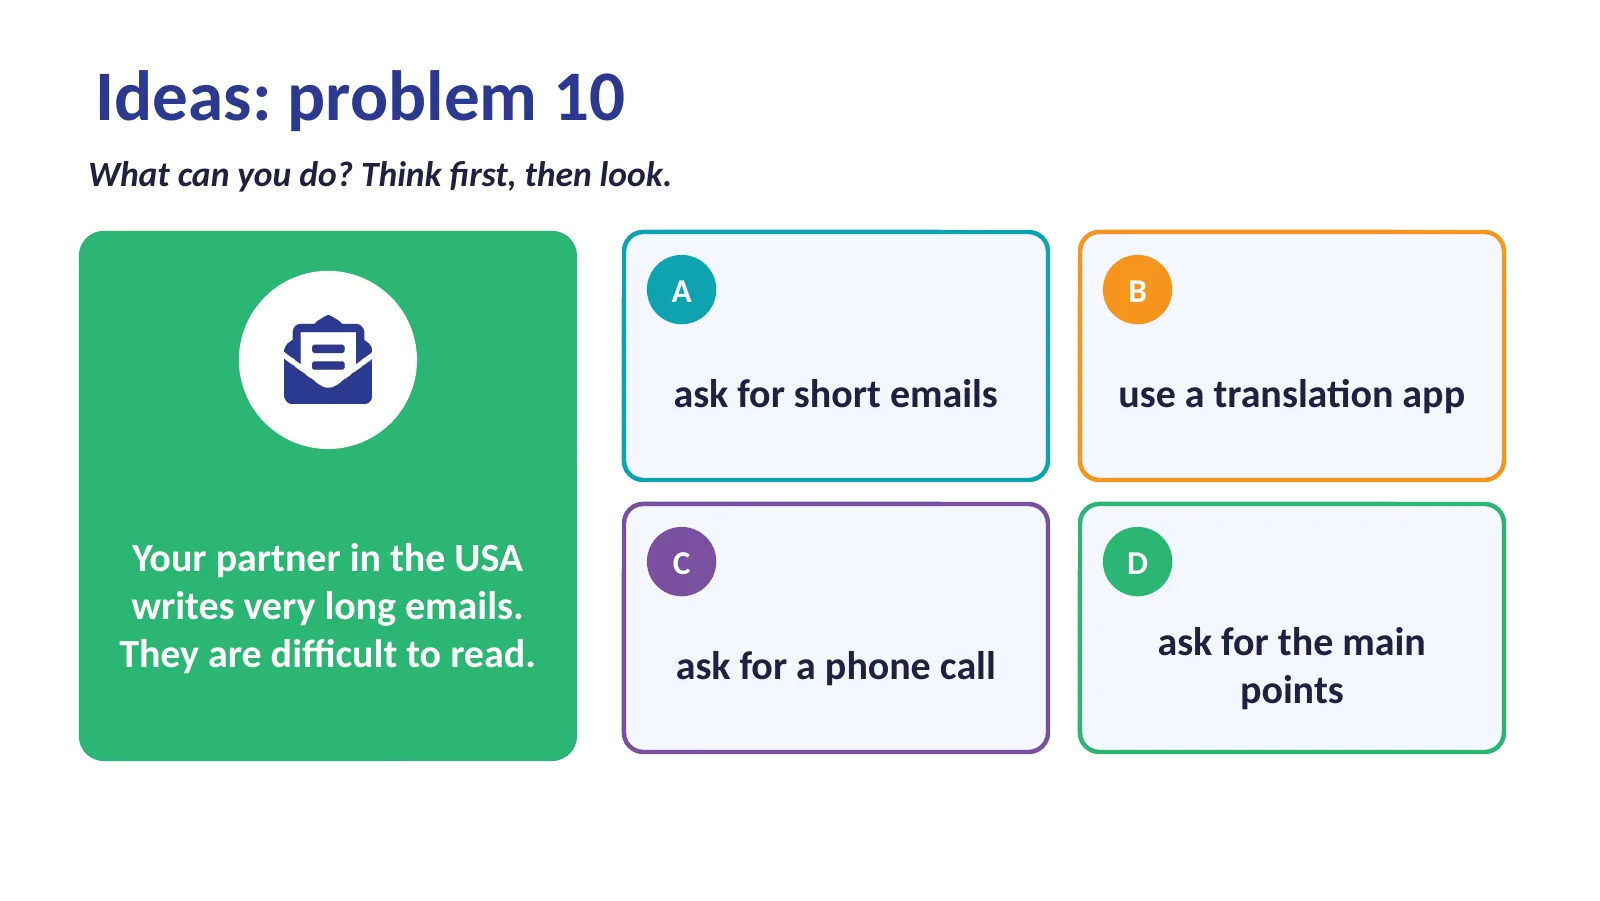 Ideas: problem 10
What can you do? Think first, then look.
Your partner in the USA
writes very long emails.
They are difficult to read.
A
ask for short emails
B
use a translation app
C
ask for a phone call
D
ask for the main
points